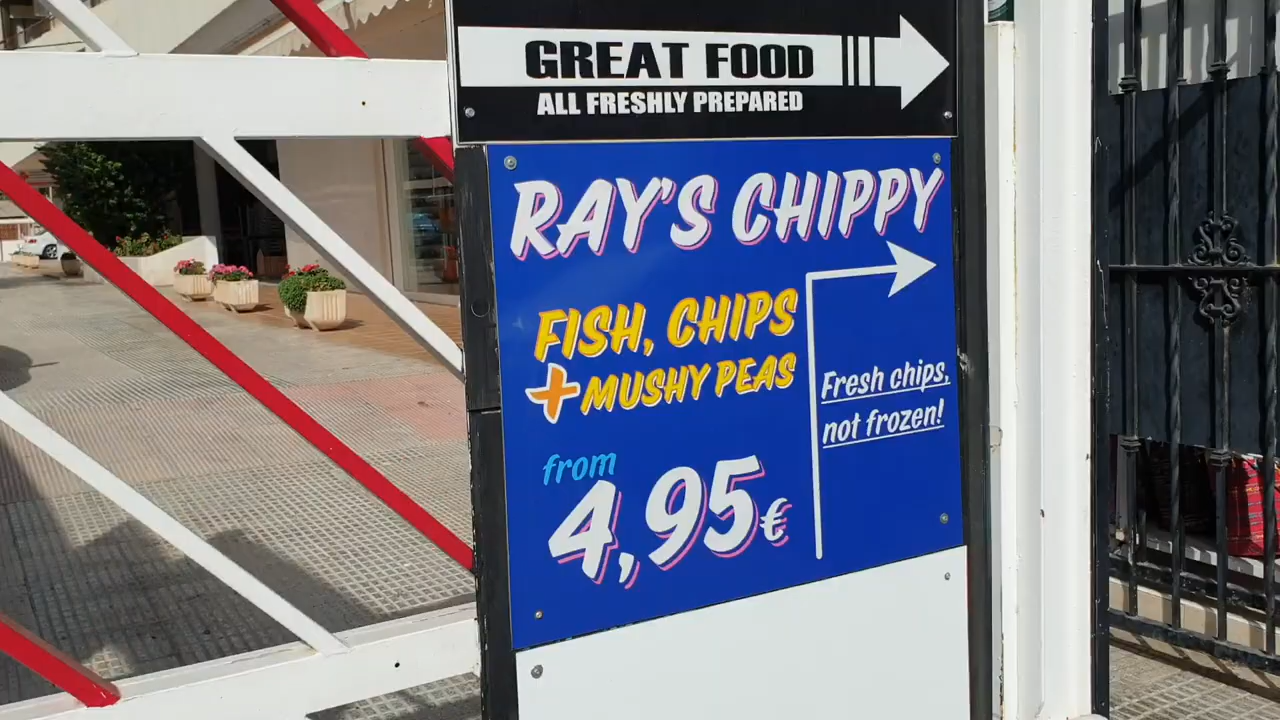 GREAT FOOD
ALL FRESHLY PREPARED
RAY'S CHIPPY
FISH, CHIPS
+ MUSHY PEAS
Fresh chips,
not frozen!
from
4,95€